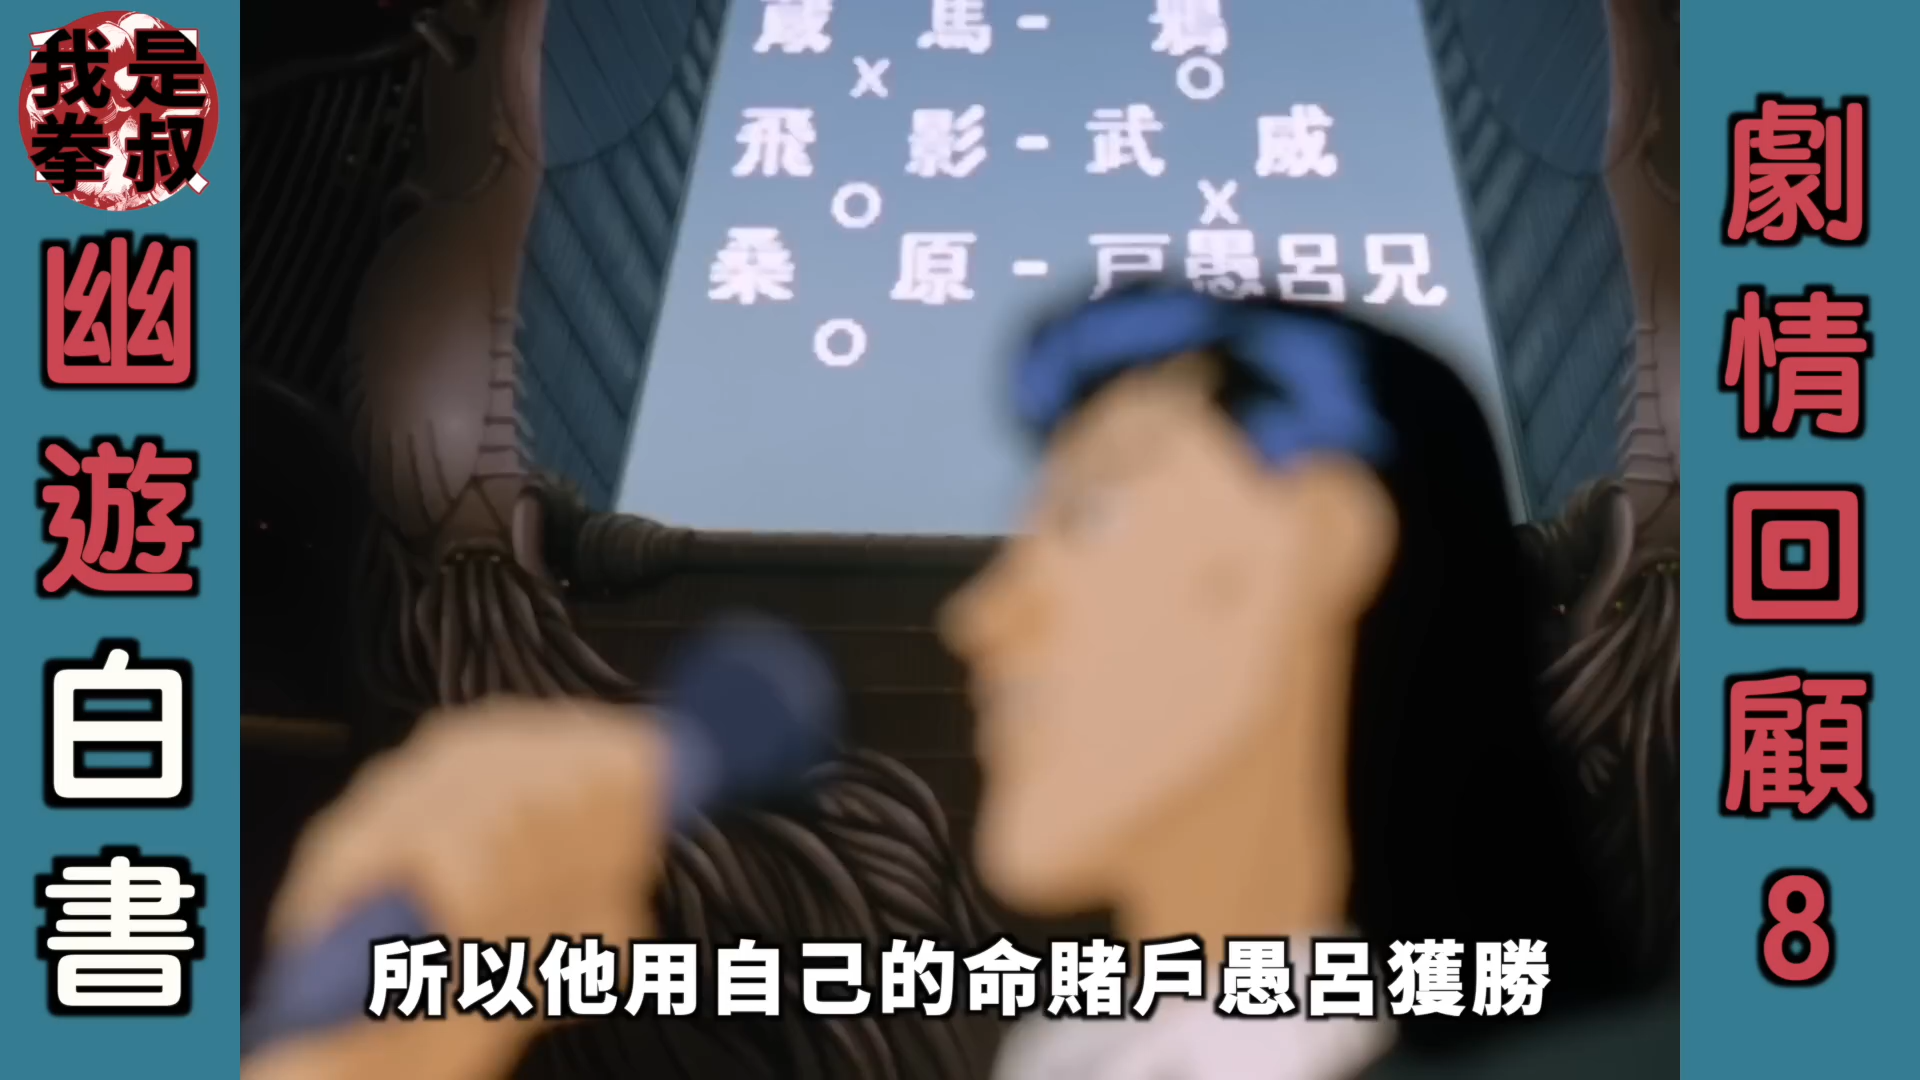 我是
拳叔
幽遊白書
蔵馬-鴉
x ○
飛影-武威
○ x
桑原-戸愚呂兄
○
所以他用自己的命賭戶愚呂獲勝
劇情回顧8